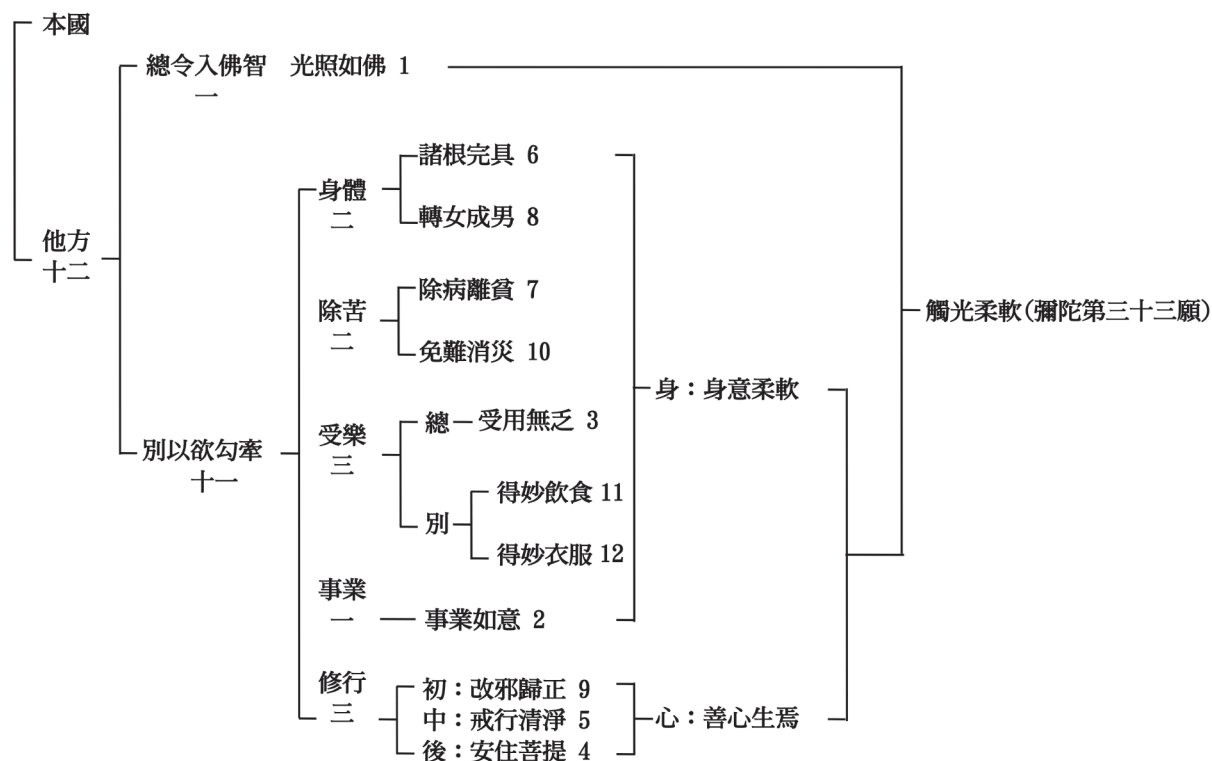 本國
總令入佛智　光照如佛 1
一
諸根完具 6
身體
二
轉女成男 8
他方
十二
除病離貧 7
除苦
二
觸光柔軟(彌陀第三十三願)
免難消災 10
身：身意柔軟
總
受用無乏 3
受樂
三
別以欲勾牽
十一
得妙飲食 11
別
得妙衣服 12
事業
一
事業如意 2
修行
三
初：改邪歸正 9
中：戒行清淨 5
心：善心生焉
後：安住菩提 4